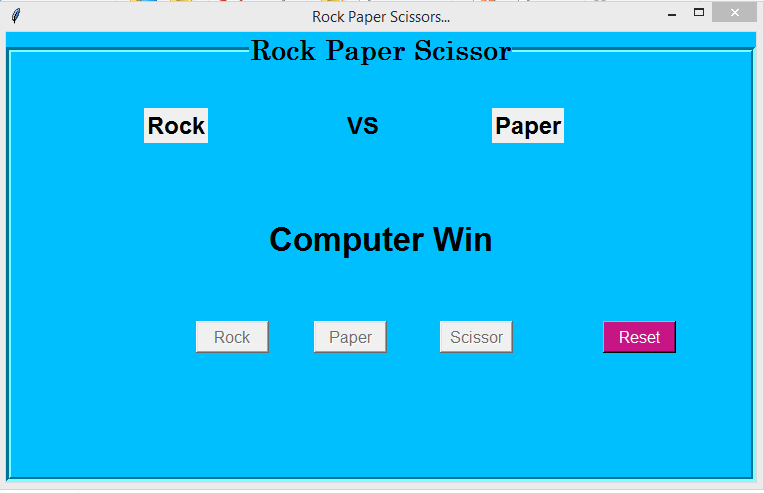 Rock Paper Scissors...
Rock Paper Scissor
Rock VS Paper
Computer Win
Rock Paper Scissor Reset